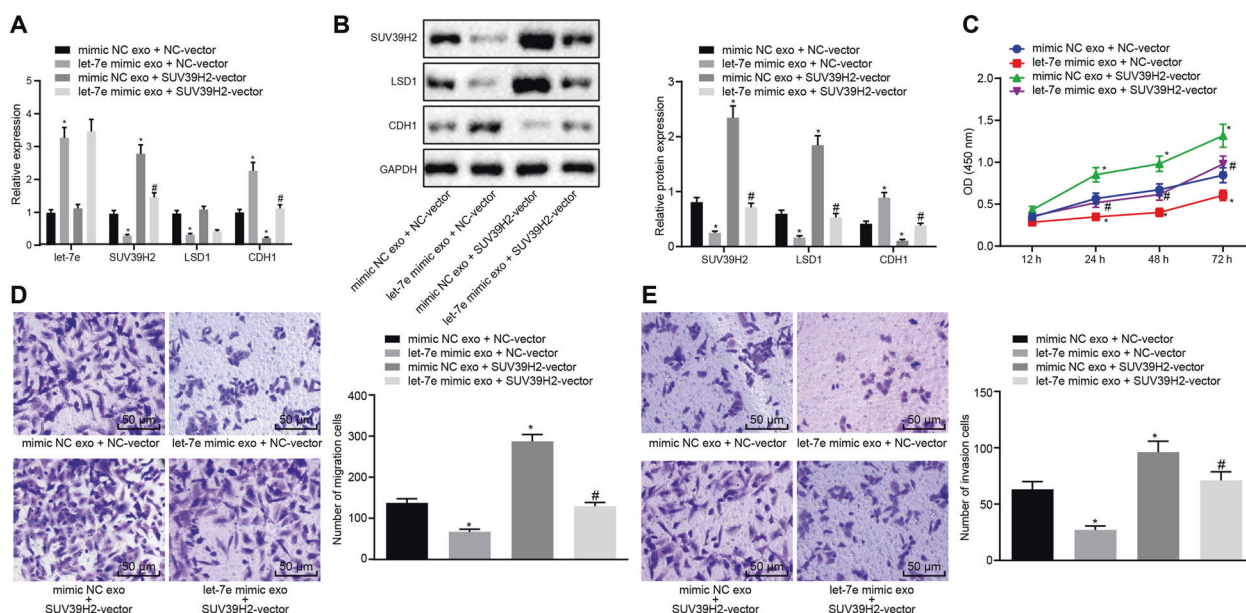 A
mimic NC exo + NC-vector
let-7e mimic exo + NC-vector
mimic NC exo + SUV39H2-vector
let-7e mimic exo + SUV39H2-vector
Relative expression
5
4
3
2
1
0
* * * * * # * * * #
let-7e SUV39H2 LSD1 CDH1
B
SUV39H2
LSD1
CDH1
GAPDH
mimic NC exo + NC-vector
let-7e mimic exo + NC-vector
mimic NC exo + SUV39H2-vector
let-7e mimic exo + SUV39H2-vector
mimic NC exo + NC-vector
let-7e mimic exo + NC-vector
mimic NC exo + SUV39H2-vector
let-7e mimic exo + SUV39H2-vector
Relative protein expression
4
3
2
1
0
* * # * * # * * #
SUV39H2 LSD1 CDH1
C
mimic NC exo + NC-vector
let-7e mimic exo + NC-vector
mimic NC exo + SUV39H2-vector
let-7e mimic exo + SUV39H2-vector
OD (450 nm)
2.0
1.5
1.0
0.5
0.0
* * * # # # * * *
12 h 24 h 48 h 72 h
D
50 µm
mimic NC exo + NC-vector
50 µm
let-7e mimic exo + NC-vector
50 µm
mimic NC exo
+
SUV39H2-vector
50 µm
let-7e mimic exo
+
SUV39H2-vector
mimic NC exo + NC-vector
let-7e mimic exo + NC-vector
mimic NC exo + SUV39H2-vector
let-7e mimic exo + SUV39H2-vector
Number of migration cells
400
300
200
100
0
* * #
E
50 µm
mimic NC exo + NC-vector
50 µm
let-7e mimic exo + NC-vector
50 µm
mimic NC exo
+
SUV39H2-vector
50 µm
let-7e mimic exo
+
SUV39H2-vector
mimic NC exo + NC-vector
let-7e mimic exo + NC-vector
mimic NC exo + SUV39H2-vector
let-7e mimic exo + SUV39H2-vector
Number of invasion cells
150
100
50
0
* * #